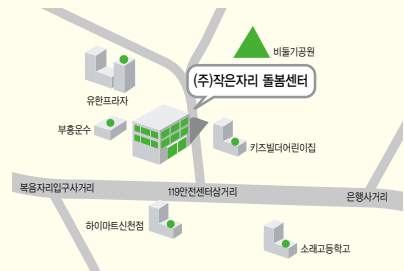 비둘기공원
(주)작은자리 돌봄센터
유한프라자
부흥운수
키즈빌더어린이집
복음자리입구사거리
119안전센터삼거리
은행사거리
하이마트신천점
소래고등학교